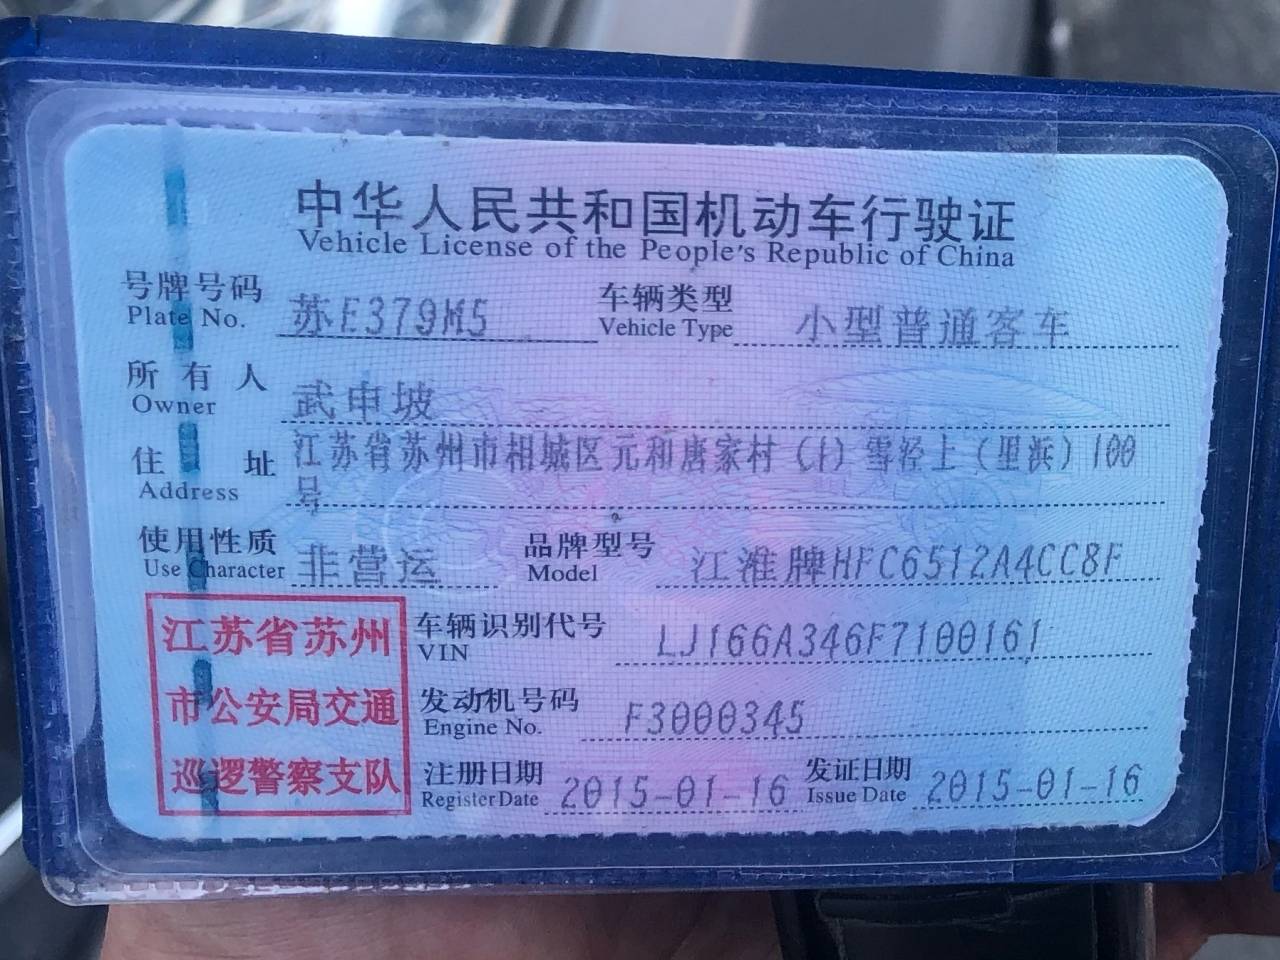 中华人民共和国机动车行驶证
Vehicle License of the People's Republic of China
号牌号码 苏E379M5 车辆类型 小型普通客车
Plate No. Vehicle Type
所有人 武申坡
Owner
住址 江苏省苏州市相城区元和唐家村(1)雪泾上(里浜)100
Address 号
使用性质 非营运 品牌型号 江淮牌HFC6512A4CC8F
Use Character Model
车辆识别代号 LJ166A346F7100161
VIN
发动机号码 F3000345
Engine No.
注册日期 2015-01-16 发证日期 2015-01-16
Register Date Issue Date
江苏省苏州
市公安局交通
巡逻警察支队